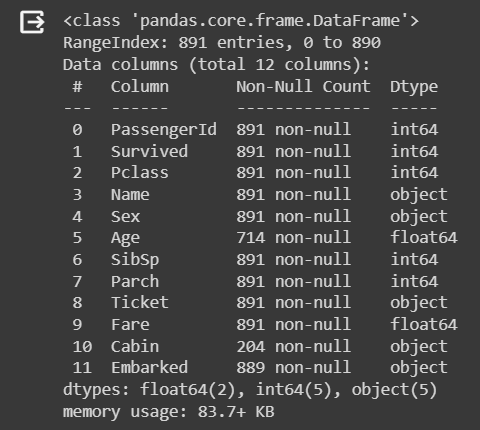 <class 'pandas.core.frame.DataFrame'>
RangeIndex: 891 entries, 0 to 890
Data columns (total 12 columns):
 #   Column       Non-Null Count  Dtype
---  ------       --------------  -----
 0   PassengerId  891 non-null    int64
 1   Survived     891 non-null    int64
 2   Pclass       891 non-null    int64
 3   Name         891 non-null    object
 4   Sex          891 non-null    object
 5   Age          714 non-null    float64
 6   SibSp        891 non-null    int64
 7   Parch        891 non-null    int64
 8   Ticket       891 non-null    object
 9   Fare         891 non-null    float64
 10  Cabin        204 non-null    object
 11  Embarked     889 non-null    object
dtypes: float64(2), int64(5), object(5)
memory usage: 83.7+ KB